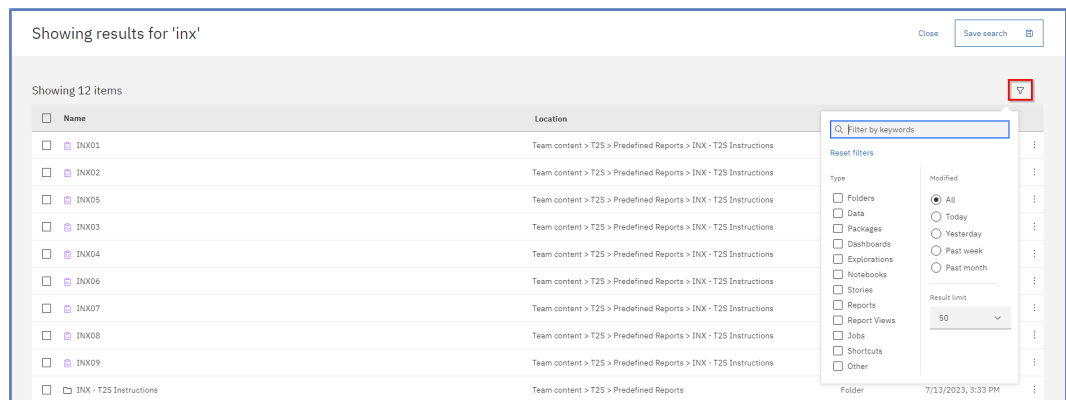 Showing results for 'inx'
Close
Save search
Showing 12 items
Name Location
INX01 Team content > T2S > Predefined Reports > INX - T2S Instructions
INX02 Team content > T2S > Predefined Reports > INX - T2S Instructions
INX05 Team content > T2S > Predefined Reports > INX - T2S Instructions
INX03 Team content > T2S > Predefined Reports > INX - T2S Instructions
INX04 Team content > T2S > Predefined Reports > INX - T2S Instructions
INX06 Team content > T2S > Predefined Reports > INX - T2S Instructions
INX07 Team content > T2S > Predefined Reports > INX - T2S Instructions
INX08 Team content > T2S > Predefined Reports > INX - T2S Instructions
INX09 Team content > T2S > Predefined Reports > INX - T2S Instructions
INX - T2S Instructions Team content > T2S > Predefined Reports Folder 7/13/2023, 3:33 PM
Filter by keywords
Reset filters
Type
Folders
Data
Packages
Dashboards
Explorations
Notebooks
Stories
Reports
Report Views
Jobs
Shortcuts
Other
Modified
All
Today
Yesterday
Past week
Past month
Result limit
50